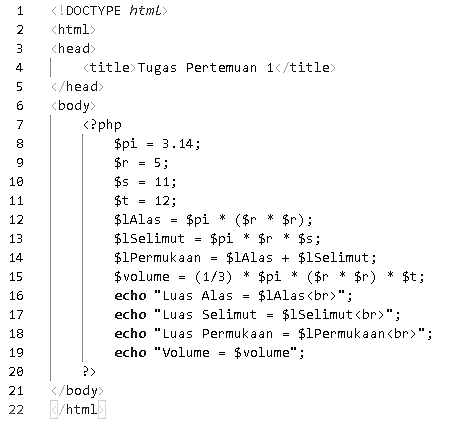 1 <!DOCTYPE html>
2 <html>
3 <head>
4 <title>Tugas Pertemuan 1</title>
5 </head>
6 <body>
7 <?php
8 $pi = 3.14;
9 $r = 5;
10 $s = 11;
11 $t = 12;
12 $lAlas = $pi * ($r * $r);
13 $lSelimut = $pi * $r * $s;
14 $lPermukaan = $lAlas + $lSelimut;
15 $volume = (1/3) * $pi * ($r * $r) * $t;
16 echo "Luas Alas = $lAlas<br>";
17 echo "Luas Selimut = $lSelimut<br>";
18 echo "Luas Permukaan = $lPermukaan<br>";
19 echo "Volume = $volume";
20 ?>
21 </body>
22 </html>